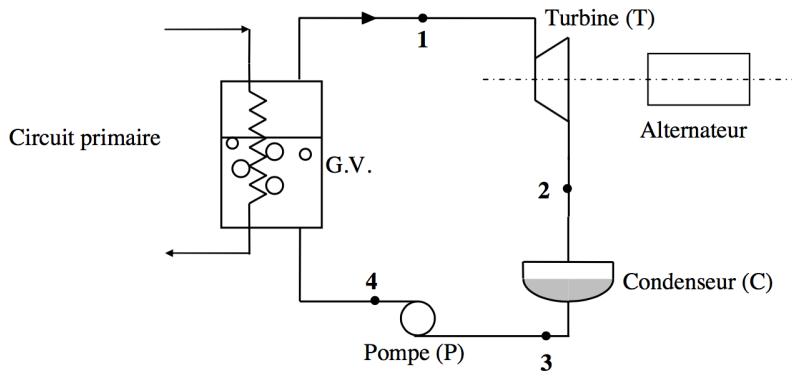 Turbine (T)
1
Alternateur
Circuit primaire
G.V.
2
4
Condenseur (C)
Pompe (P)
3